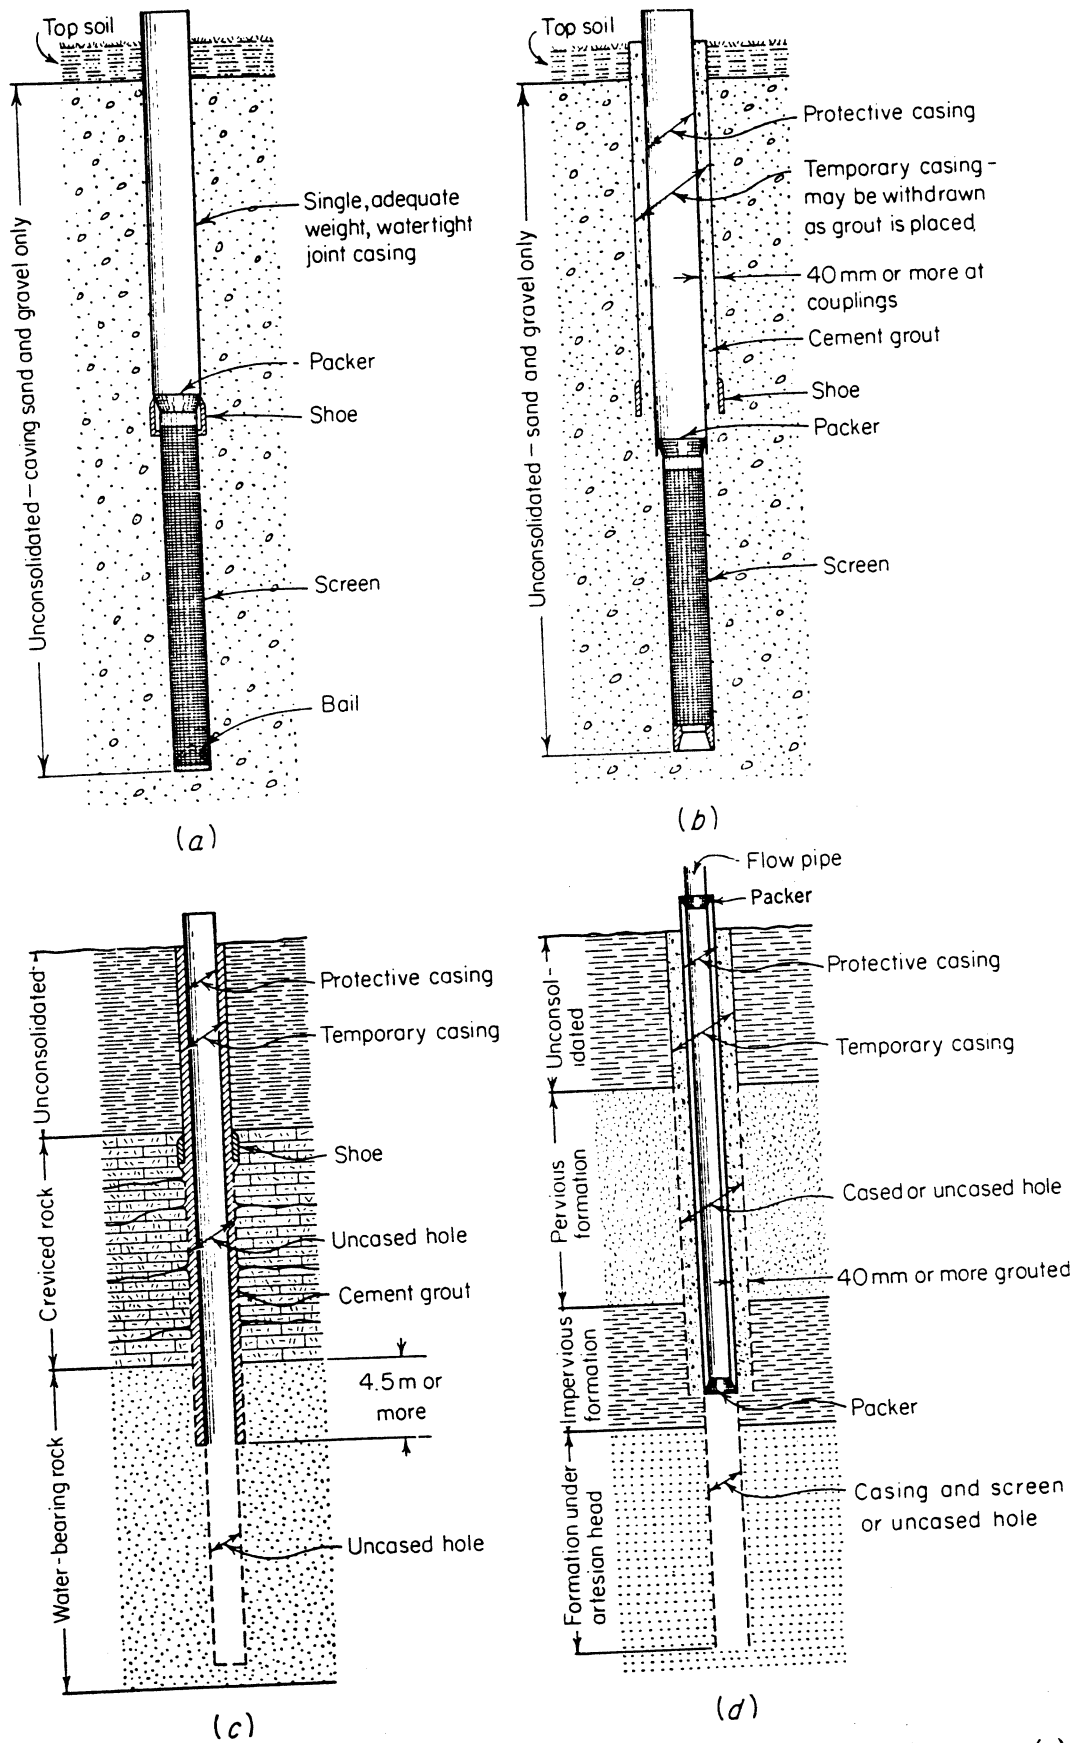 Top soil
Unconsolidated – caving sand and gravel only
Single, adequate
weight, watertight
joint casing
Packer
Shoe
Screen
Bail
(a)
Top soil
Unconsolidated – sand and gravel only
Protective casing
Temporary casing –
may be withdrawn
as grout is placed
40 mm or more at
couplings
Cement grout
Shoe
Packer
Screen
(b)
Unconsolidated
Creviced rock
Water-bearing rock
Protective casing
Temporary casing
Shoe
Uncased hole
Cement grout
4.5 m or
more
Uncased hole
(c)
Flow pipe
Packer
Unconsol-
idated
Pervious
formation
Impervious
formation
Formation under
artesian head
Protective casing
Temporary casing
Cased or uncased hole
40 mm or more grouted
Packer
Casing and screen
or uncased hole
(d)